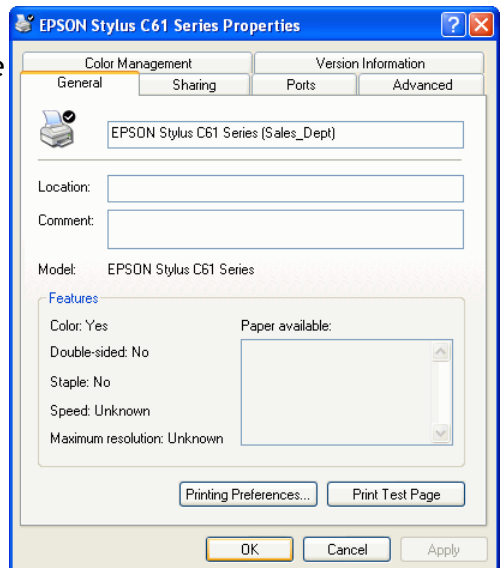 EPSON Stylus C61 Series Properties
e
Color Management Version Information
General Sharing Ports Advanced
EPSON Stylus C61 Series (Sales_Dept)
Location:
Comment:
Model: EPSON Stylus C61 Series
Features
Color: Yes Paper available:
Double-sided: No
Staple: No
Speed: Unknown
Maximum resolution: Unknown
Printing Preferences... Print Test Page
OK Cancel Apply